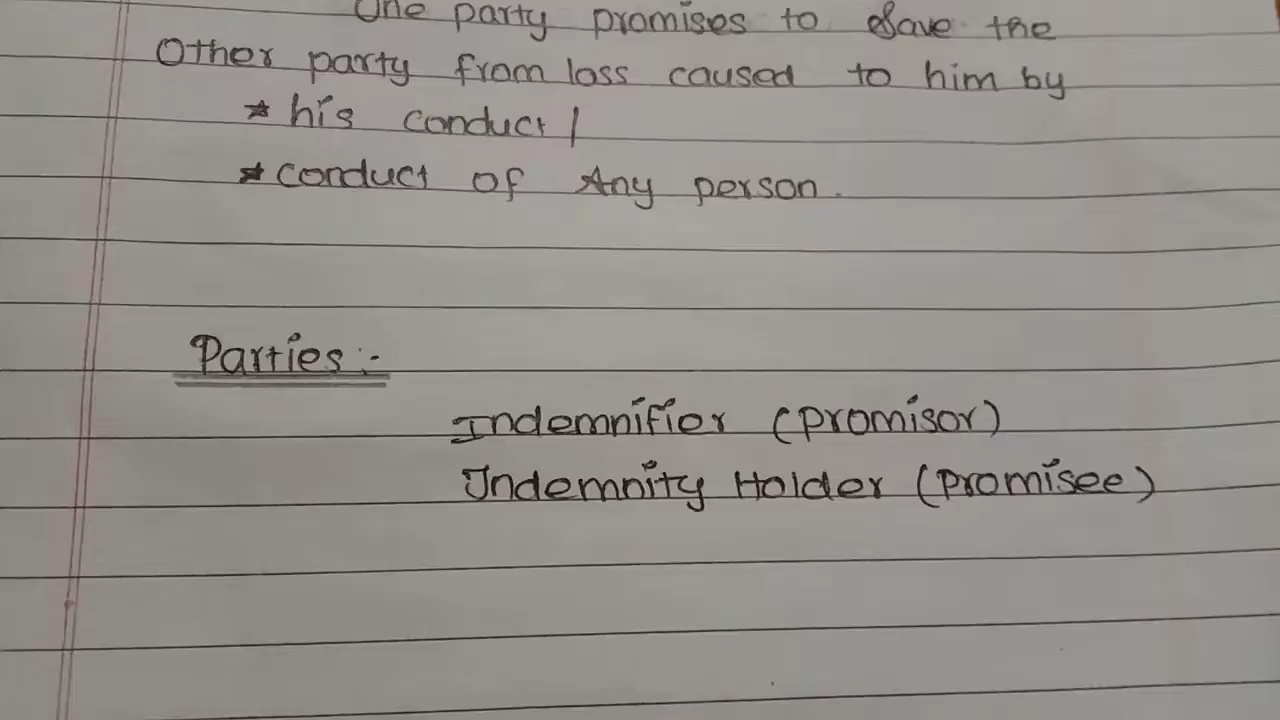 One party promises to Save the
Other party from loss caused to him by
* his conduct /
* conduct of Any person.
Parties :-
Indemnifier (promisor)
Indemnity Holder (promisee)